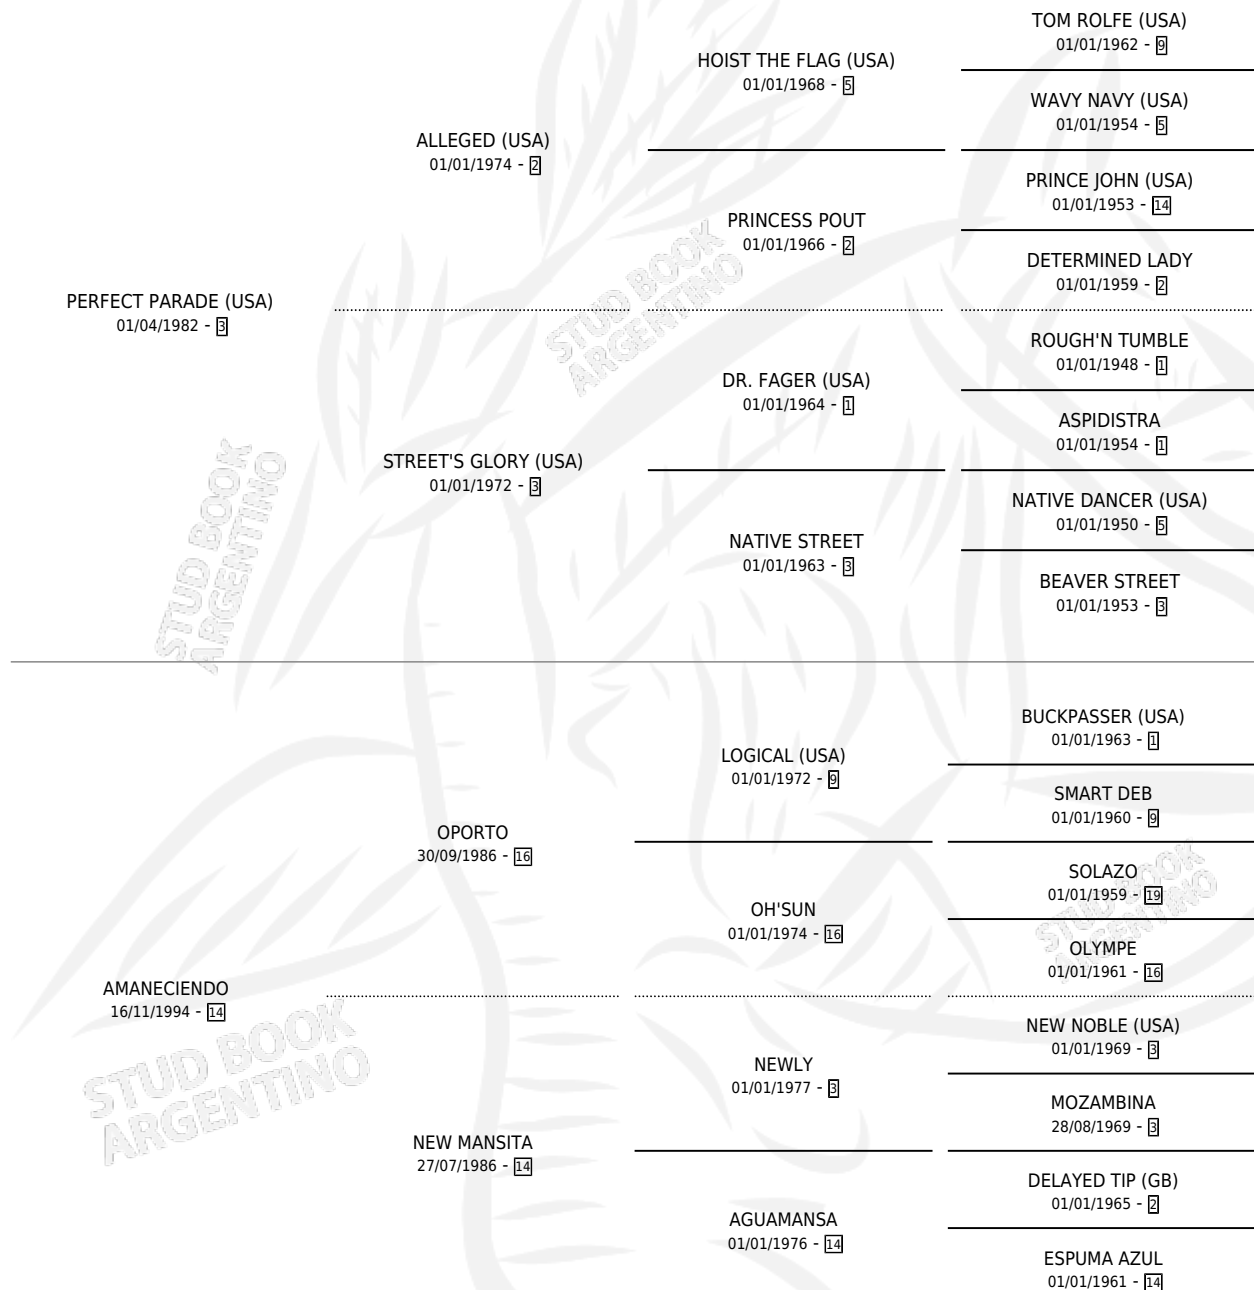 TOM ROLFE (USA)
01/01/1962 - 9
HOIST THE FLAG (USA)
01/01/1968 - 5
WAVY NAVY (USA)
01/01/1954 - 5
ALLEGED (USA)
01/01/1974 - 2
PRINCE JOHN (USA)
01/01/1953 - 14
PRINCESS POUT
01/01/1966 - 2
DETERMINED LADY
01/01/1959 - 2
PERFECT PARADE (USA)
01/04/1982 - 3
ROUGH'N TUMBLE
01/01/1948 - 1
DR. FAGER (USA)
01/01/1964 - 1
ASPIDISTRA
01/01/1954 - 1
STREET'S GLORY (USA)
01/01/1972 - 3
NATIVE DANCER (USA)
01/01/1950 - 5
NATIVE STREET
01/01/1963 - 3
BEAVER STREET
01/01/1953 - 3
BUCKPASSER (USA)
01/01/1963 - 1
LOGICAL (USA)
01/01/1972 - 9
SMART DEB
01/01/1960 - 9
OPORTO
30/09/1986 - 16
SOLAZO
01/01/1959 - 19
OH'SUN
01/01/1974 - 16
OLYMPE
01/01/1961 - 16
AMANECIENDO
16/11/1994 - 14
NEW NOBLE (USA)
01/01/1969 - 3
NEWLY
01/01/1977 - 3
MOZAMBINA
28/08/1969 - 3
NEW MANSITA
27/07/1986 - 14
DELAYED TIP (GB)
01/01/1965 - 2
AGUAMANSA
01/01/1976 - 14
ESPUMA AZUL
01/01/1961 - 14
STUD BOOK
ARGENTINO
STUD BOOK
ARGENTINO
STUD BOOK
ARGENTINO
STUD BOOK
ARGENTINO